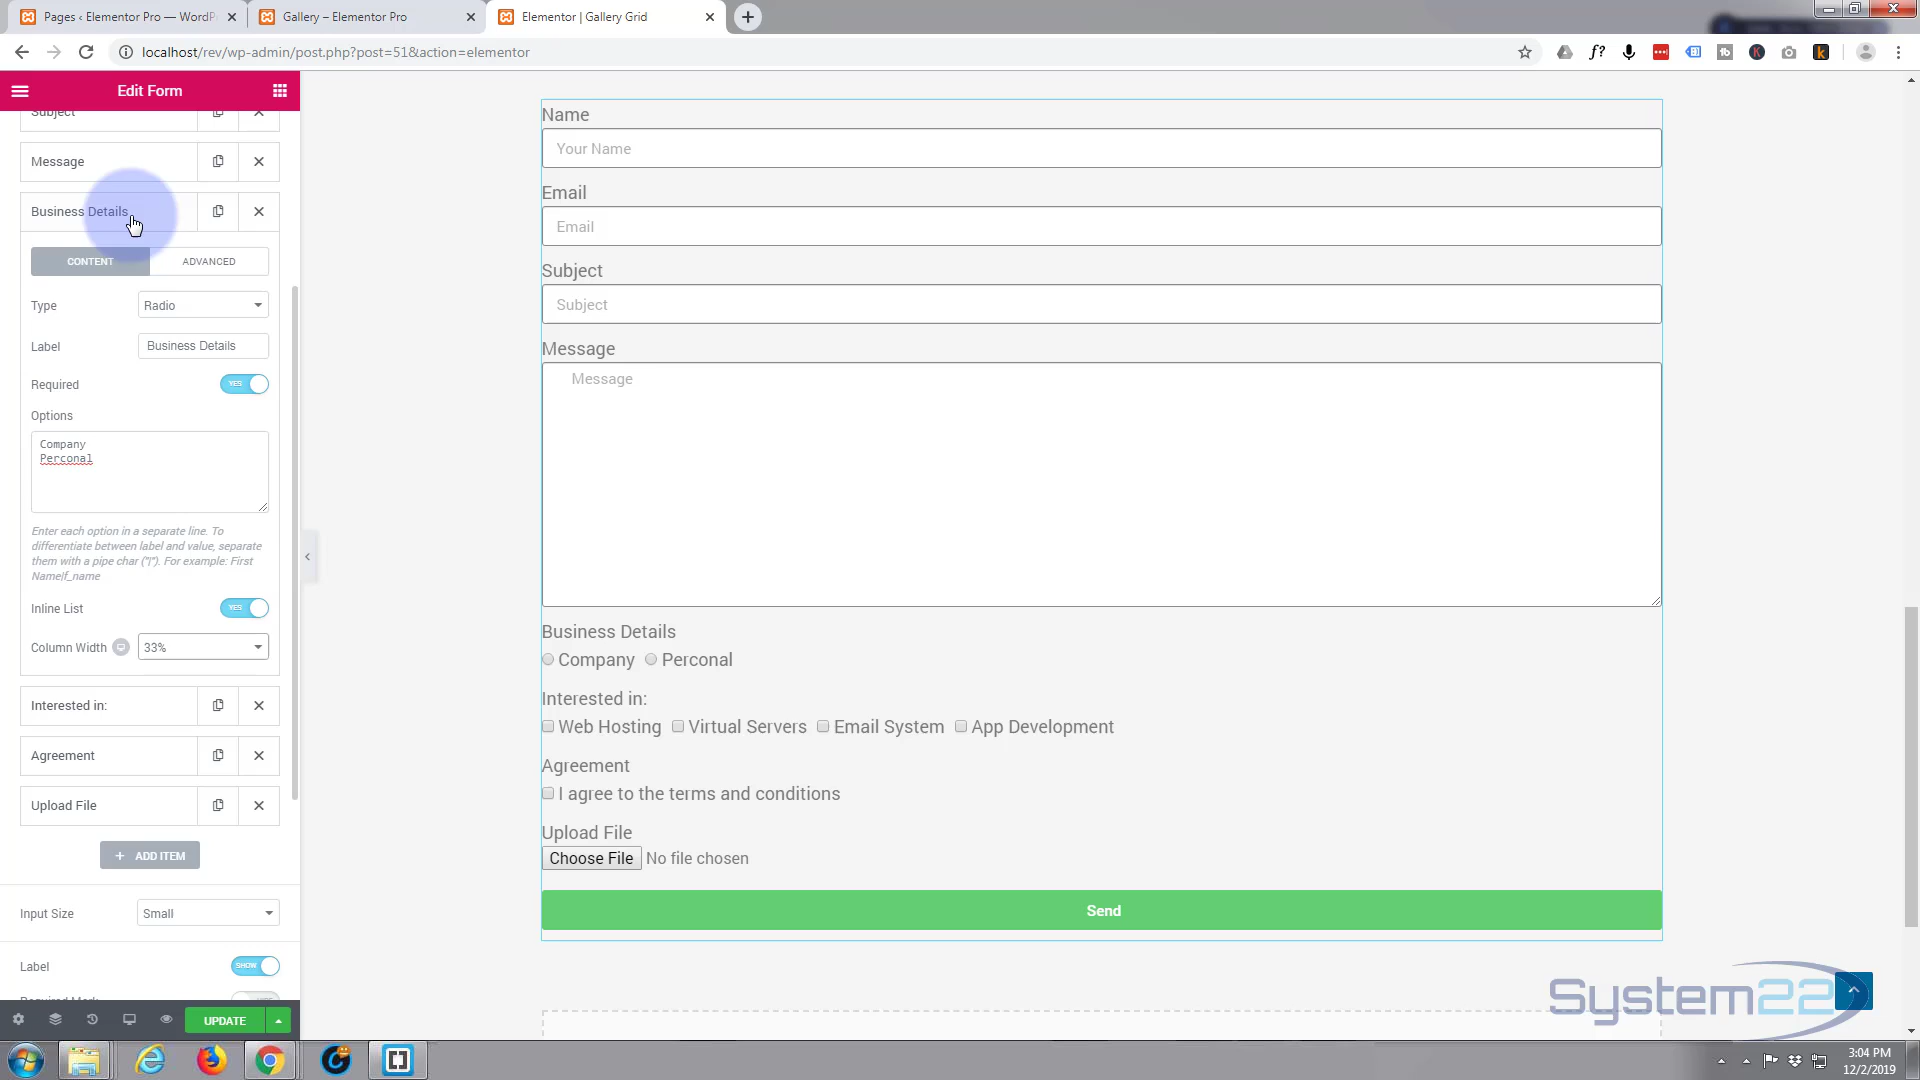 Pages ‹ Elementor Pro — WordP
Gallery – Elementor Pro
Elementor | Gallery Grid
localhost/rev/wp-admin/post.php?post=51&action=elementor
Edit Form
Subject
Message
Business Details
CONTENT
ADVANCED
Type
Radio
Label
Business Details
Required
YES
Options
Company
Perconal
Enter each option in a separate line. To
differentiate between label and value, separate
them with a pipe char ("|"). For example: First
Name|f_name
Inline List
YES
Column Width
33%
Interested in:
Agreement
Upload File
+ ADD ITEM
Input Size
Small
Label
SHOW
Required Mark
HIDE
UPDATE
Name
Your Name
Email
Email
Subject
Subject
Message
Message
Business Details
Company Perconal
Interested in:
Web Hosting Virtual Servers Email System App Development
Agreement
I agree to the terms and conditions
Upload File
Choose File No file chosen
Send
System22
3:04 PM
12/2/2019